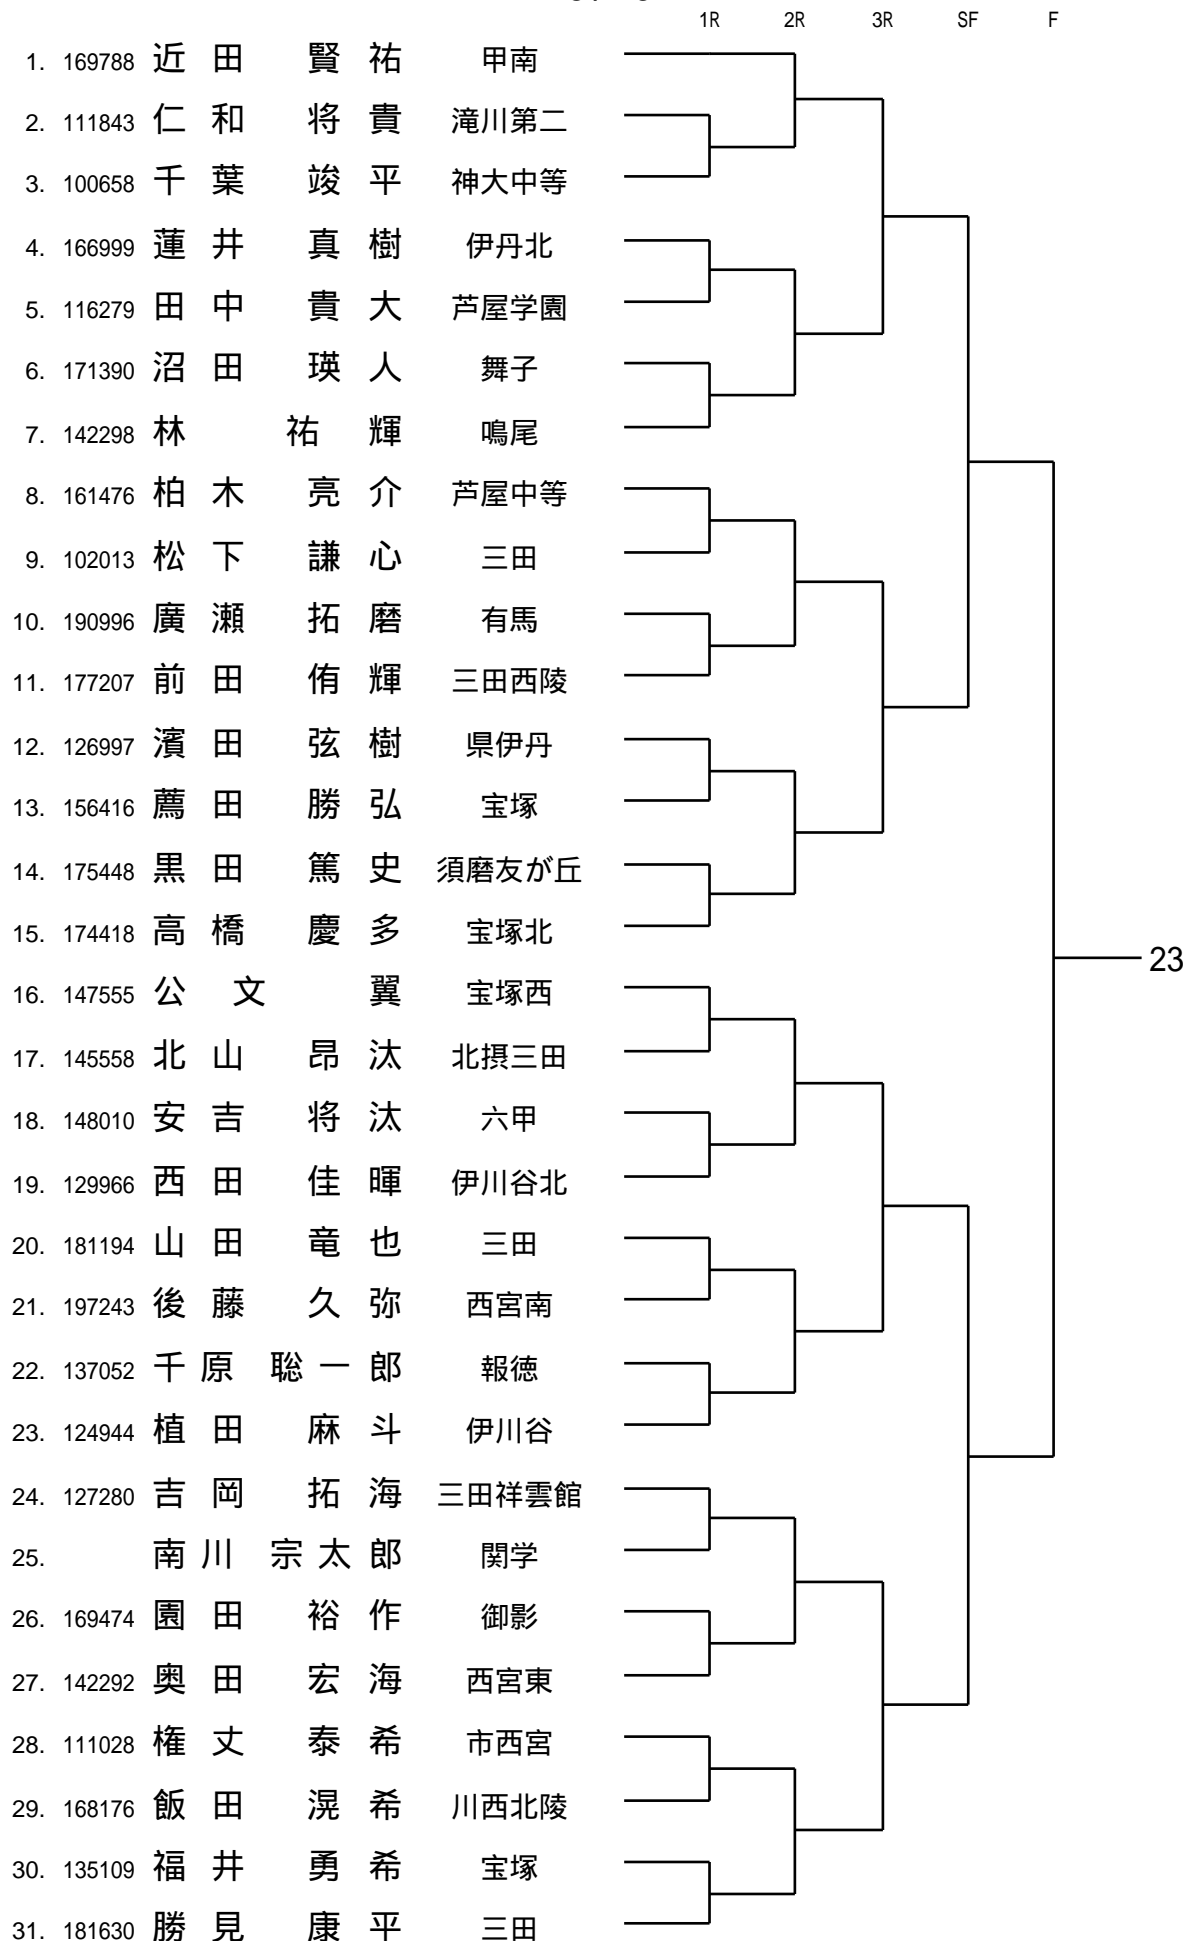 1R 2R 3R SF F
1. 169788 近田 賢祐 甲南
2. 111843 仁和 将貴 滝川第二
3. 100658 千葉 竣平 神大中等
4. 166999 蓮井 真樹 伊丹北
5. 116279 田中 貴大 芦屋学園
6. 171390 沼田 瑛人 舞子
7. 142298 林 祐輝 鳴尾
8. 161476 柏木 亮介 芦屋中等
9. 102013 松下 謙心 三田
10. 190996 廣瀬 拓磨 有馬
11. 177207 前田 侑輝 三田西陵
12. 126997 濱田 弦樹 県伊丹
13. 156416 薦田 勝弘 宝塚
14. 175448 黒田 篤史 須磨友が丘
15. 174418 高橋 慶多 宝塚北
23
16. 147555 公文 翼 宝塚西
17. 145558 北山 昂汰 北摂三田
18. 148010 安吉 将汰 六甲
19. 129966 西田 佳暉 伊川谷北
20. 181194 山田 竜也 三田
21. 197243 後藤 久弥 西宮南
22. 137052 千原 聡一郎 報徳
23. 124944 植田 麻斗 伊川谷
24. 127280 吉岡 拓海 三田祥雲館
25. 南川 宗太郎 関学
26. 169474 園田 裕作 御影
27. 142292 奥田 宏海 西宮東
28. 111028 権丈 泰希 市西宮
29. 168176 飯田 滉希 川西北陵
30. 135109 福井 勇希 宝塚
31. 181630 勝見 康平 三田